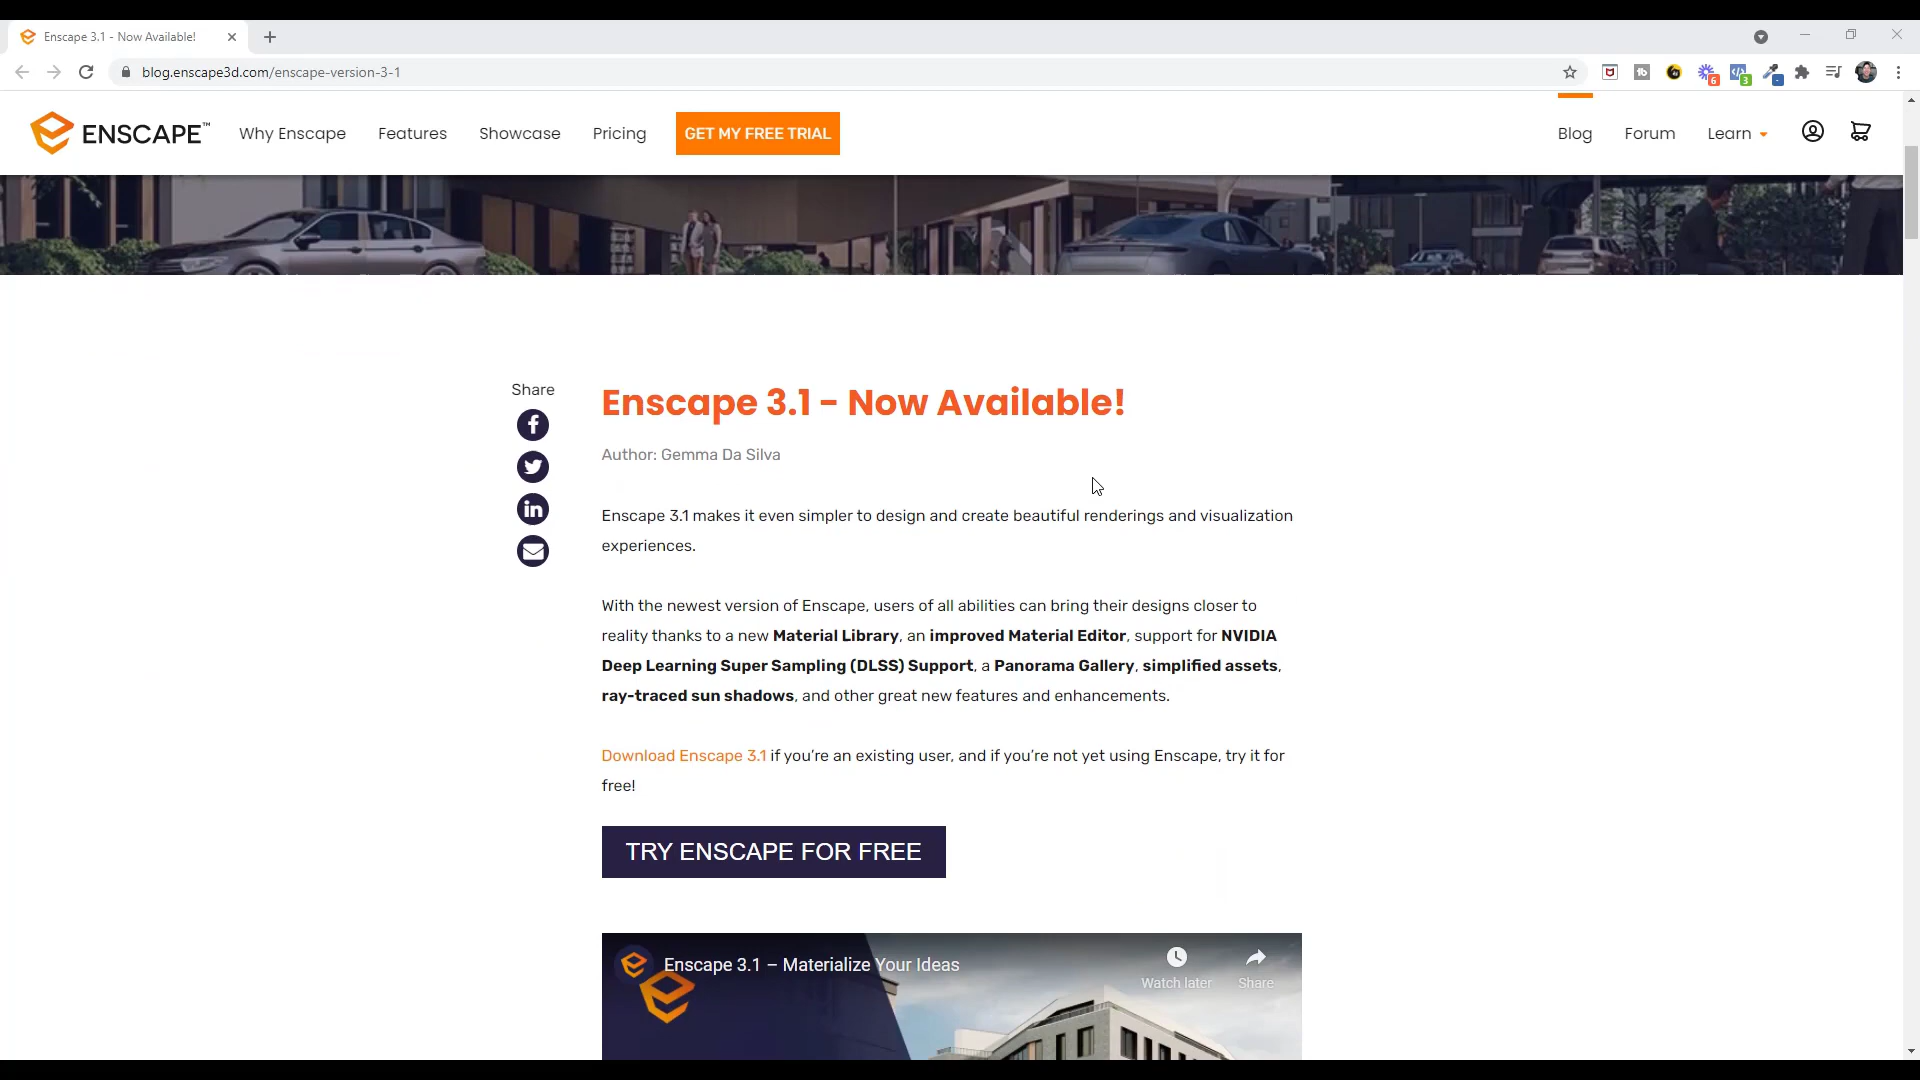 Enscape 3.1 - Now Available!
blog.enscape3d.com/enscape-version-3-1
6
3
ENSCAPE™
Why Enscape
Features
Showcase
Pricing
GET MY FREE TRIAL
Blog
Forum
Learn
Share
Enscape 3.1 - Now Available!
Author: Gemma Da Silva
Enscape 3.1 makes it even simpler to design and create beautiful renderings and visualization
experiences.
With the newest version of Enscape, users of all abilities can bring their designs closer to
reality thanks to a new Material Library, an improved Material Editor, support for NVIDIA
Deep Learning Super Sampling (DLSS) Support, a Panorama Gallery, simplified assets,
ray-traced sun shadows, and other great new features and enhancements.
Download Enscape 3.1 if you're an existing user, and if you're not yet using Enscape, try it for
free!
TRY ENSCAPE FOR FREE
Enscape 3.1 – Materialize Your Ideas
Watch later
Share